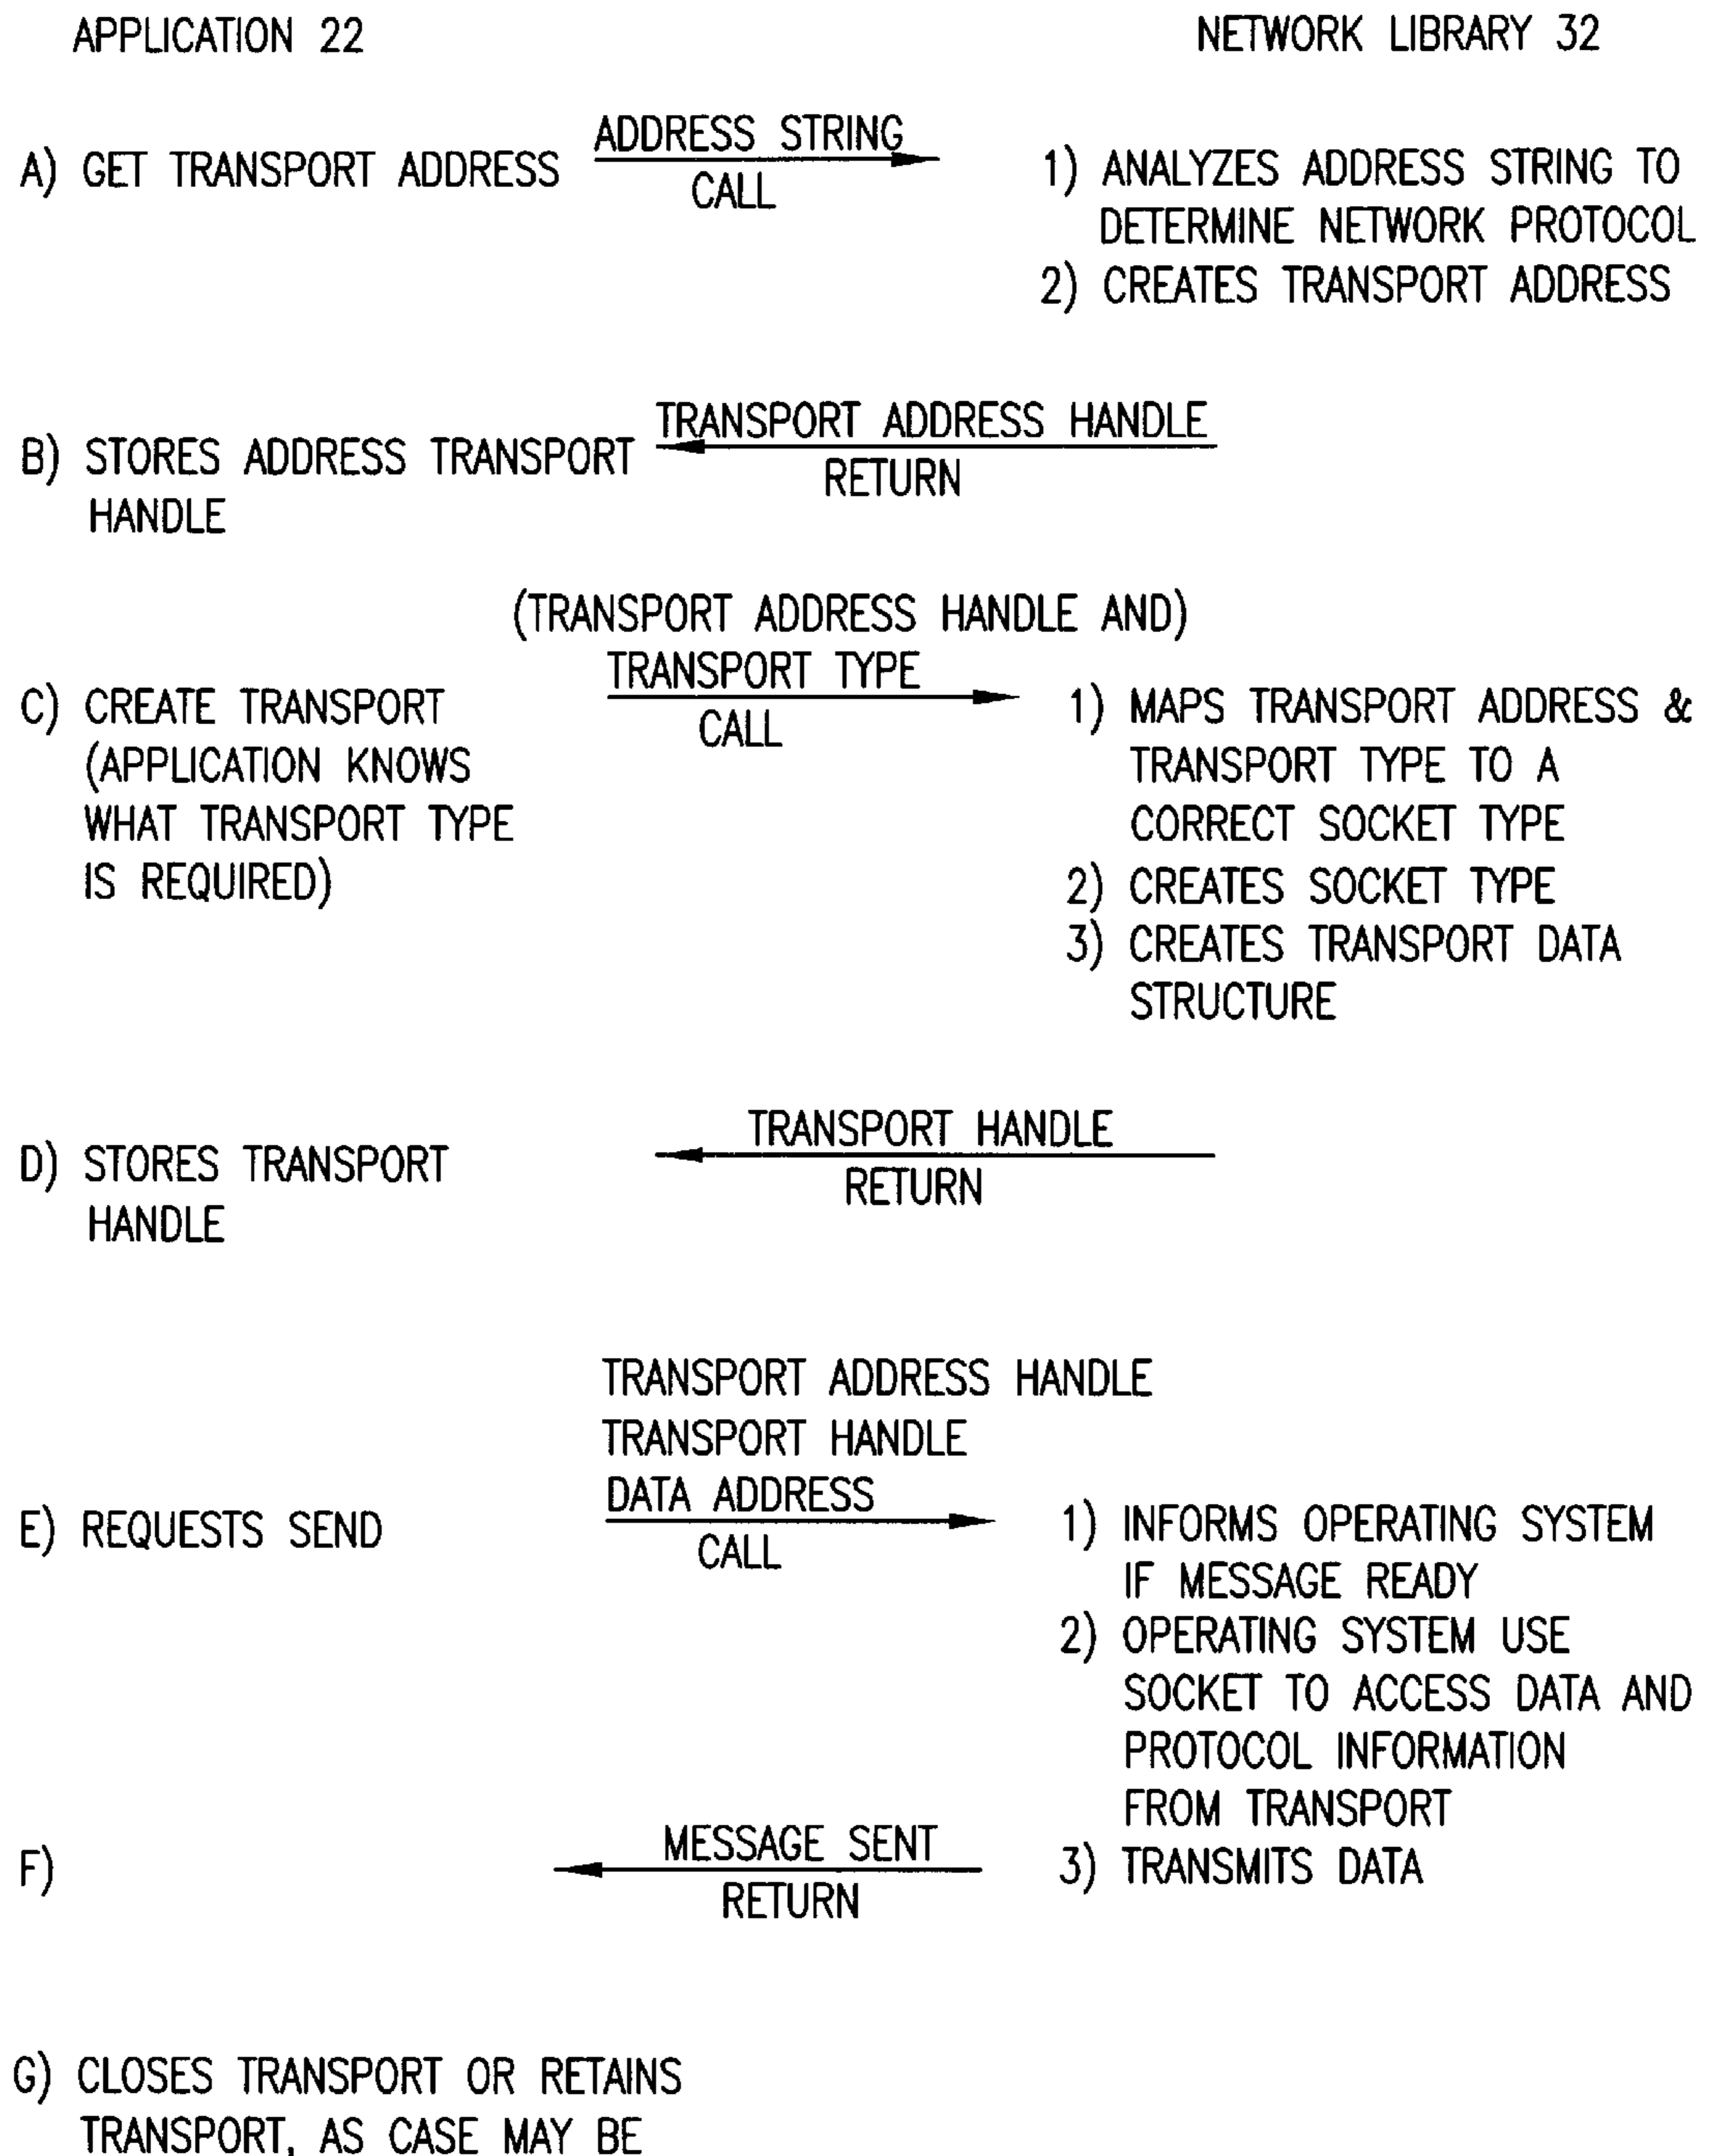 APPLICATION 22
NETWORK LIBRARY 32
A) GET TRANSPORT ADDRESS
ADDRESS STRING
CALL
1) ANALYZES ADDRESS STRING TO
DETERMINE NETWORK PROTOCOL
2) CREATES TRANSPORT ADDRESS
B) STORES ADDRESS TRANSPORT
HANDLE
TRANSPORT ADDRESS HANDLE
RETURN
(TRANSPORT ADDRESS HANDLE AND)
TRANSPORT TYPE
CALL
C) CREATE TRANSPORT
(APPLICATION KNOWS
WHAT TRANSPORT TYPE
IS REQUIRED)
1) MAPS TRANSPORT ADDRESS &
TRANSPORT TYPE TO A
CORRECT SOCKET TYPE
2) CREATES SOCKET TYPE
3) CREATES TRANSPORT DATA
STRUCTURE
D) STORES TRANSPORT
HANDLE
TRANSPORT HANDLE
RETURN
TRANSPORT ADDRESS HANDLE
TRANSPORT HANDLE
DATA ADDRESS
CALL
E) REQUESTS SEND
1) INFORMS OPERATING SYSTEM
IF MESSAGE READY
2) OPERATING SYSTEM USE
SOCKET TO ACCESS DATA AND
PROTOCOL INFORMATION
FROM TRANSPORT
3) TRANSMITS DATA
F)
MESSAGE SENT
RETURN
G) CLOSES TRANSPORT OR RETAINS
TRANSPORT, AS CASE MAY BE